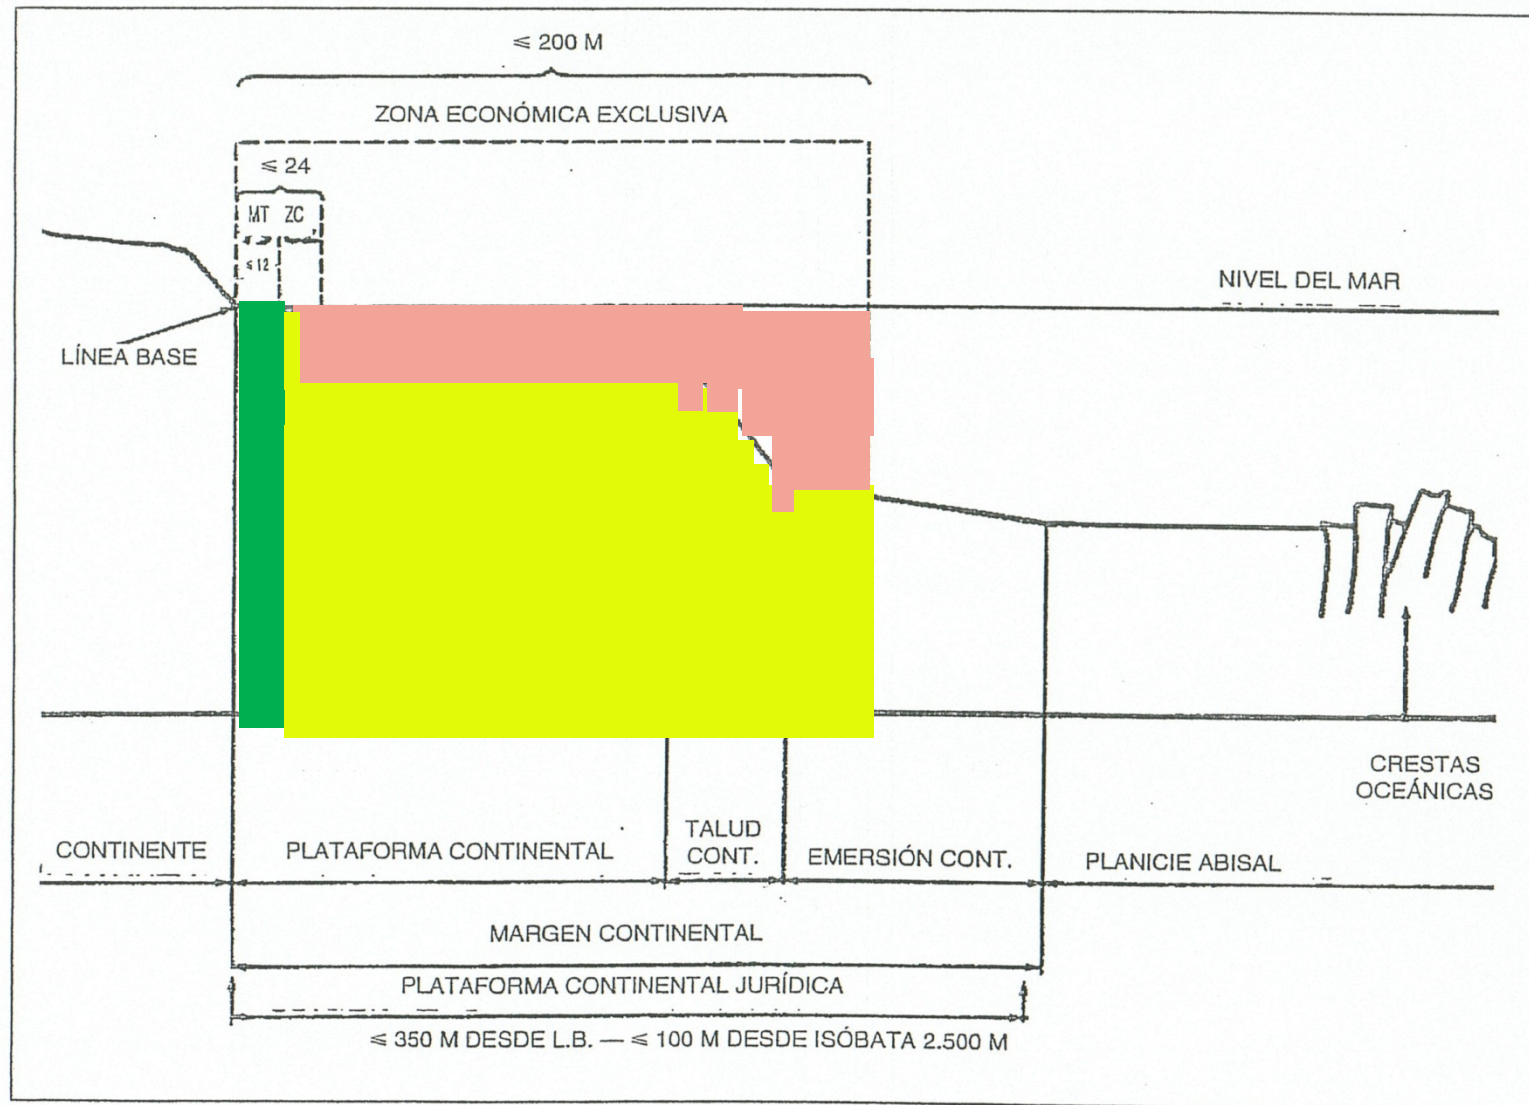 ≤ 200 M
ZONA ECONÓMICA EXCLUSIVA
≤ 24
MT ZC
≤ 12
NIVEL DEL MAR
LÍNEA BASE
CRESTAS
OCEÁNICAS
CONTINENTE
PLATAFORMA CONTINENTAL
TALUD
CONT.
EMERSIÓN CONT.
PLANICIE ABISAL
MARGEN CONTINENTAL
PLATAFORMA CONTINENTAL JURÍDICA
≤ 350 M DESDE L.B. — ≤ 100 M DESDE ISÓBATA 2.500 M